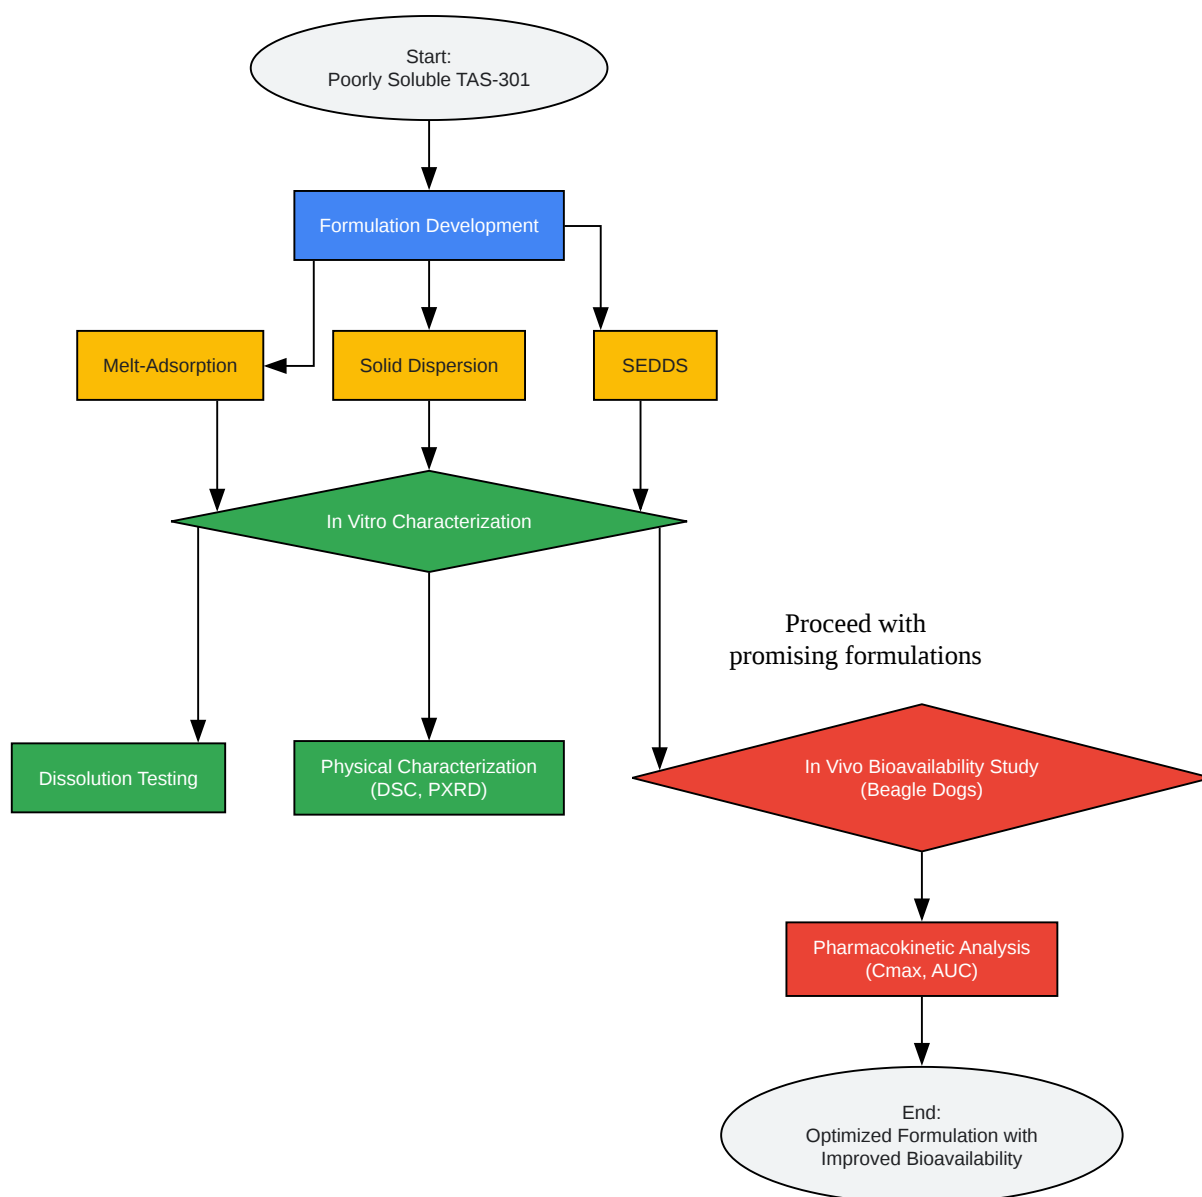 Start:
Poorly Soluble TAS-301
Formulation Development
Melt-Adsorption
Solid Dispersion
SEDDS
In Vitro Characterization
Proceed with
promising formulations
Dissolution Testing
Physical Characterization
(DSC, PXRD)
In Vivo Bioavailability Study
(Beagle Dogs)
Pharmacokinetic Analysis
(Cmax, AUC)
End:
Optimized Formulation with
Improved Bioavailability